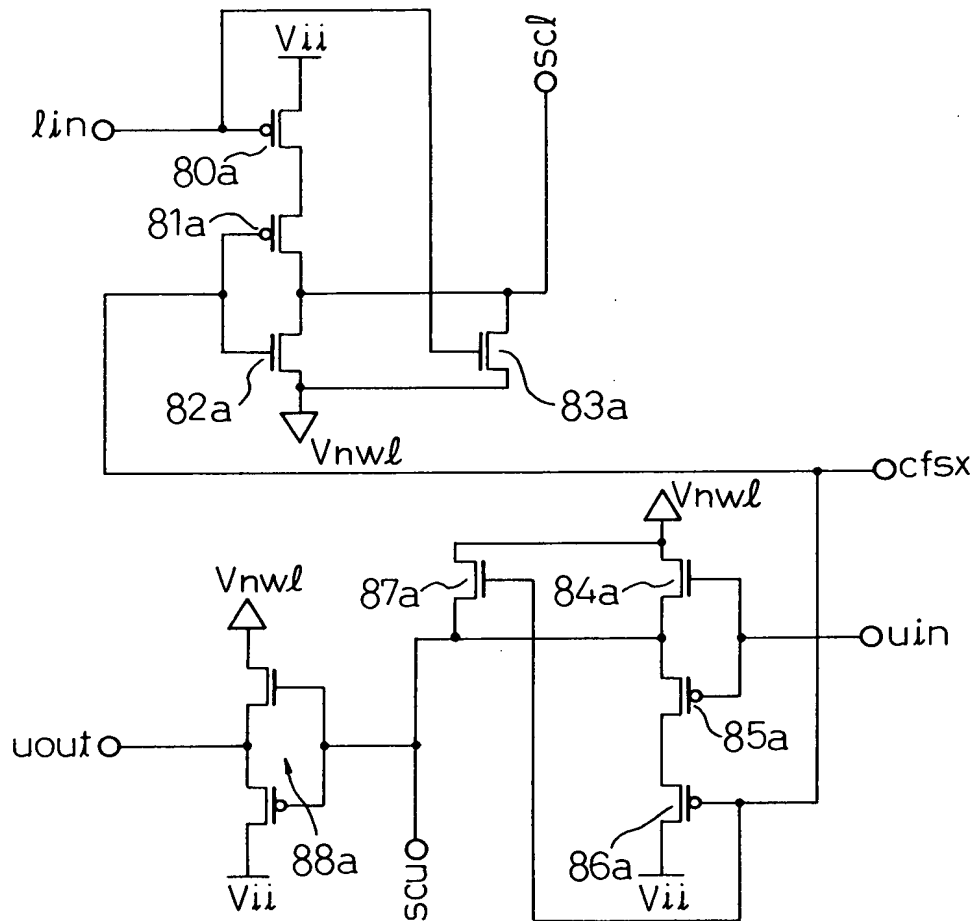 Vii
scℓ
ℓin
80a
81a
82a
83a
Vnwℓ
cfsx
Vnwℓ
87a
84a
Vnwℓ
uin
85a
uout
88a
86a
Vii
scu
Vii